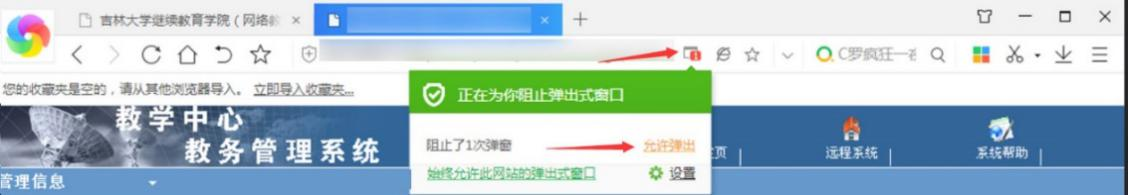 吉林大学继续教育学院（网络教
1
C罗疯狂一夜
您的收藏夹是空的，请从其他浏览器导入。 立即导入收藏夹...
正在为你阻止弹出式窗口
教学中心
教务管理系统
阻止了1次弹窗 允许弹出
页 | 远程系统 | 系统帮助 |
始终允许此网站的弹出式窗口 设置
管理信息